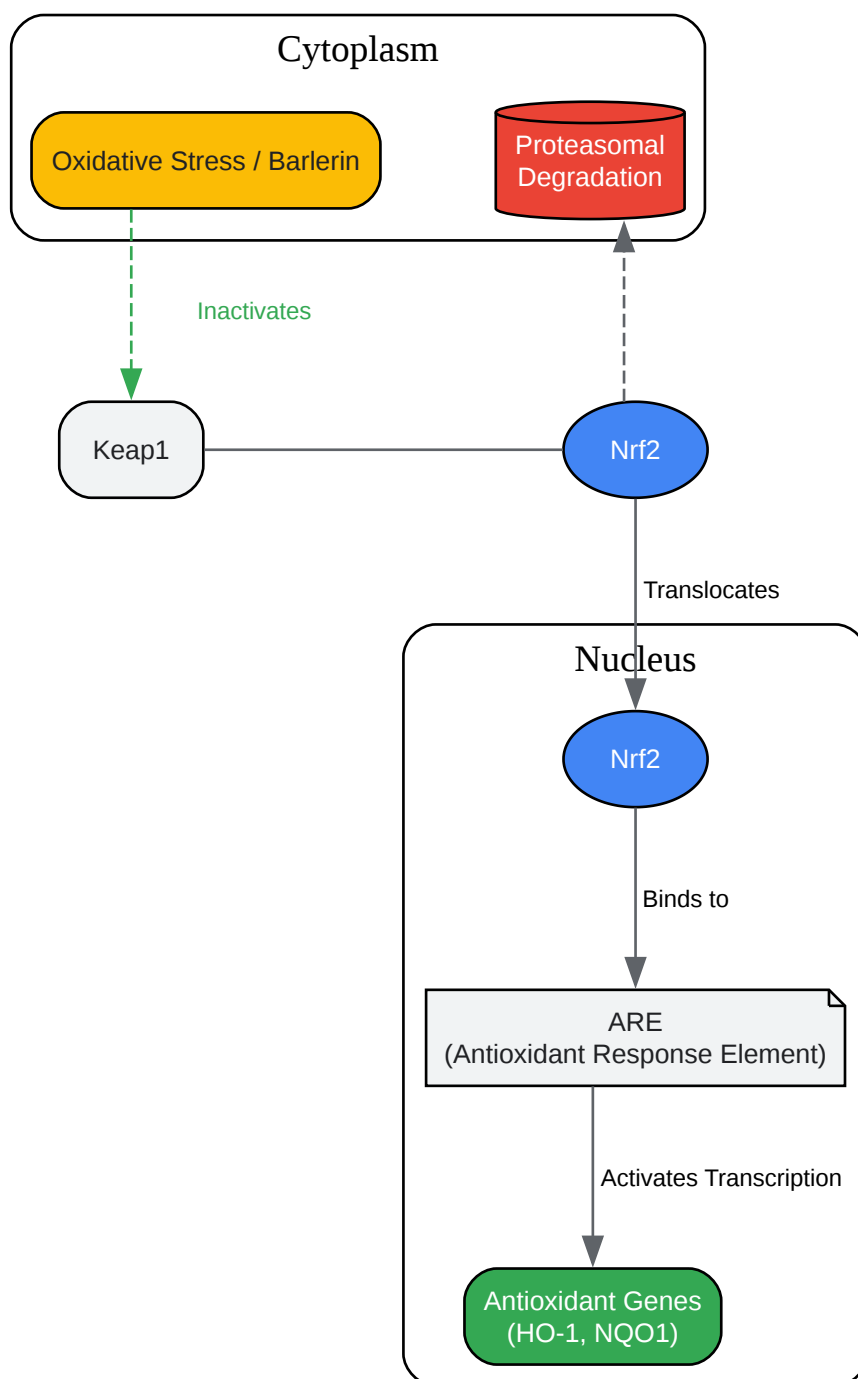 Cytoplasm
Oxidative Stress / Barlerin
Proteasomal
Degradation
Inactivates
Keap1
Nrf2
Translocates
Nucleus
Nrf2
Binds to
ARE
(Antioxidant Response Element)
Activates Transcription
Antioxidant Genes
(HO-1, NQO1)